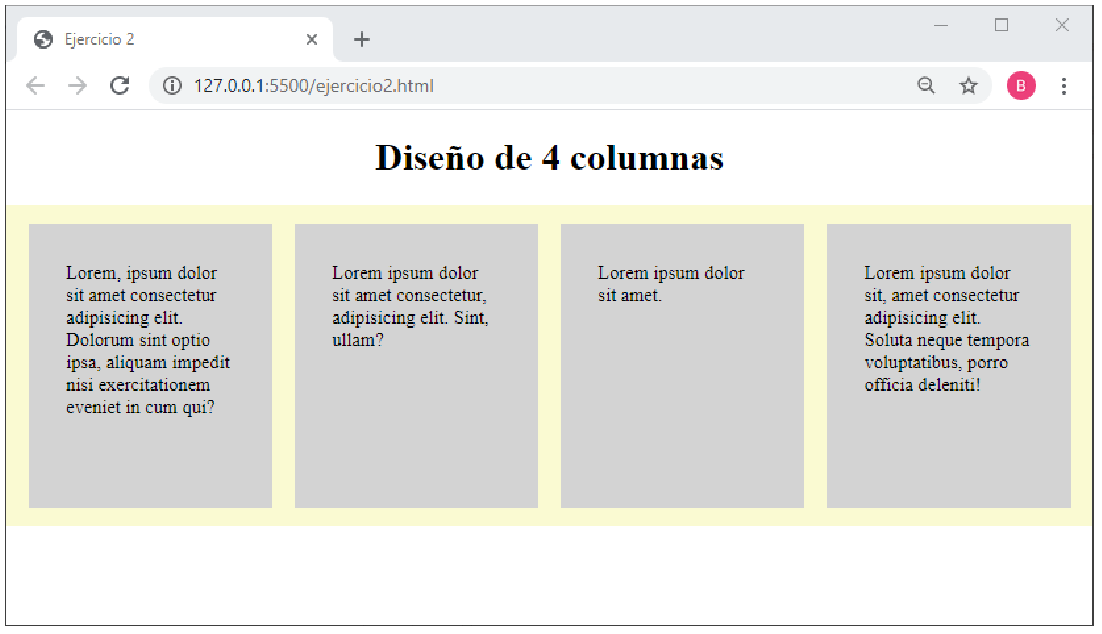 Ejercicio 2
127.0.0.1:5500/ejercicio2.html
B
Diseño de 4 columnas
Lorem, ipsum dolor
sit amet consectetur
adipisicing elit.
Dolorum sint optio
ipsa, aliquam impedit
nisi exercitationem
eveniet in cum qui?
Lorem ipsum dolor
sit amet consectetur,
adipisicing elit. Sint,
ullam?
Lorem ipsum dolor
sit amet.
Lorem ipsum dolor
sit, amet consectetur
adipisicing elit.
Soluta neque tempora
voluptatibus, porro
officia deleniti!